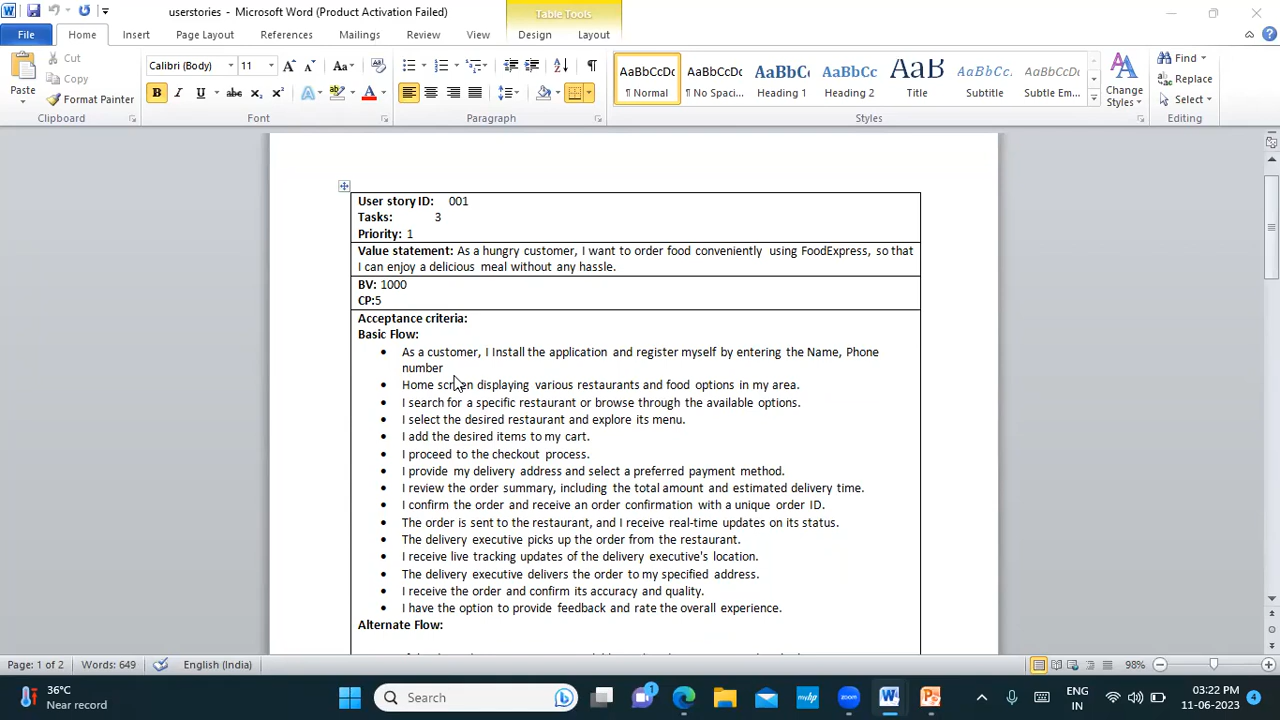 userstories - Microsoft Word (Product Activation Failed)
Table Tools
File Home Insert Page Layout References Mailings Review View Design Layout
Paste
Cut
Copy
Format Painter
Clipboard
Calibri (Body) 11
Font
Paragraph
AaBbCcDc
¶ Normal
AaBbCcDc
¶ No Spaci...
AaBbCc
Heading 1
AaBbCc
Heading 2
AaB
Title
AaBbCcDc
Subtitle
AaBbCcDc
Subtle Em...
Styles
Change
Styles
Find
Replace
Select
Editing
User story ID: 001
Tasks: 3
Priority: 1
Value statement: As a hungry customer, I want to order food conveniently using FoodExpress, so that
I can enjoy a delicious meal without any hassle.
BV: 1000
CP:5
Acceptance criteria:
Basic Flow:
• As a customer, I Install the application and register myself by entering the Name, Phone
number
• Home screen displaying various restaurants and food options in my area.
• I search for a specific restaurant or browse through the available options.
• I select the desired restaurant and explore its menu.
• I add the desired items to my cart.
• I proceed to the checkout process.
• I provide my delivery address and select a preferred payment method.
• I review the order summary, including the total amount and estimated delivery time.
• I confirm the order and receive an order confirmation with a unique order ID.
• The order is sent to the restaurant, and I receive real-time updates on its status.
• The delivery executive picks up the order from the restaurant.
• I receive live tracking updates of the delivery executive's location.
• The delivery executive delivers the order to my specified address.
• I receive the order and confirm its accuracy and quality.
• I have the option to provide feedback and rate the overall experience.
Alternate Flow:
Page: 1 of 2 Words: 649 English (India) 98%
36°C
Near record
Search
ENG
IN
03:22 PM
11-06-2023